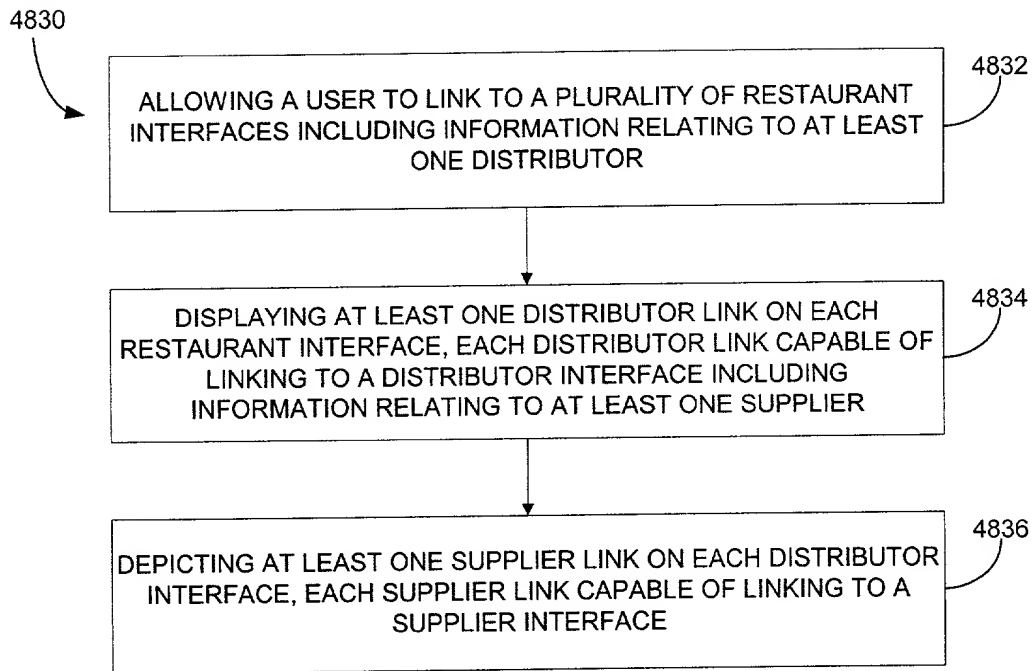 4830
ALLOWING A USER TO LINK TO A PLURALITY OF RESTAURANT
INTERFACES INCLUDING INFORMATION RELATING TO AT LEAST
ONE DISTRIBUTOR
4832
DISPLAYING AT LEAST ONE DISTRIBUTOR LINK ON EACH
RESTAURANT INTERFACE, EACH DISTRIBUTOR LINK CAPABLE OF
LINKING TO A DISTRIBUTOR INTERFACE INCLUDING
INFORMATION RELATING TO AT LEAST ONE SUPPLIER
4834
DEPICTING AT LEAST ONE SUPPLIER LINK ON EACH DISTRIBUTOR
INTERFACE, EACH SUPPLIER LINK CAPABLE OF LINKING TO A
SUPPLIER INTERFACE
4836